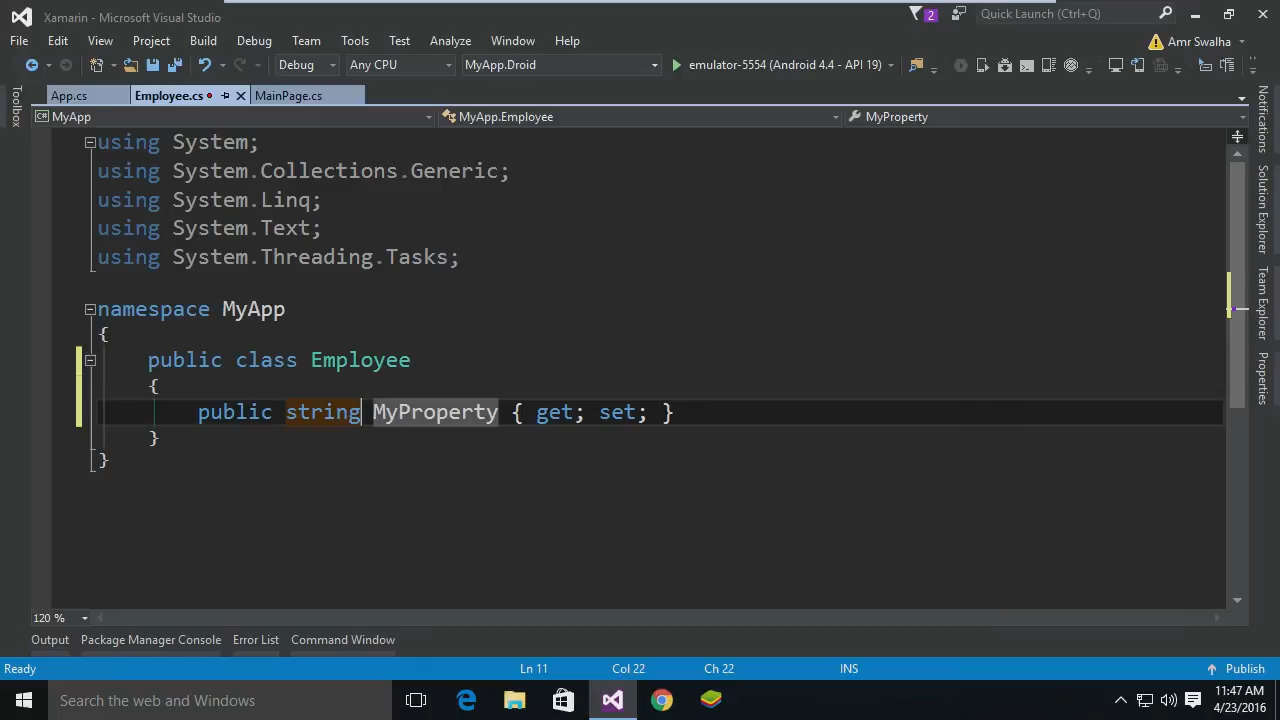 Xamarin - Microsoft Visual Studio
2
Quick Launch (Ctrl+Q)
File Edit View Project Build Debug Team Tools Test Analyze Window Help
Amr Swalha
Debug Any CPU MyApp.Droid emulator-5554 (Android 4.4 - API 19)
App.cs Employee.cs MainPage.cs
MyApp MyApp.Employee MyProperty
Toolbox
using System;
using System.Collections.Generic;
using System.Linq;
using System.Text;
using System.Threading.Tasks;
namespace MyApp
{
public class Employee
{
public string MyProperty { get; set; }
}
}
Notifications
Solution Explorer
Team Explorer
Properties
120 %
Output Package Manager Console Error List Command Window
Ready Ln 11 Col 22 Ch 22 INS Publish
Search the web and Windows
11:47 AM
4/23/2016